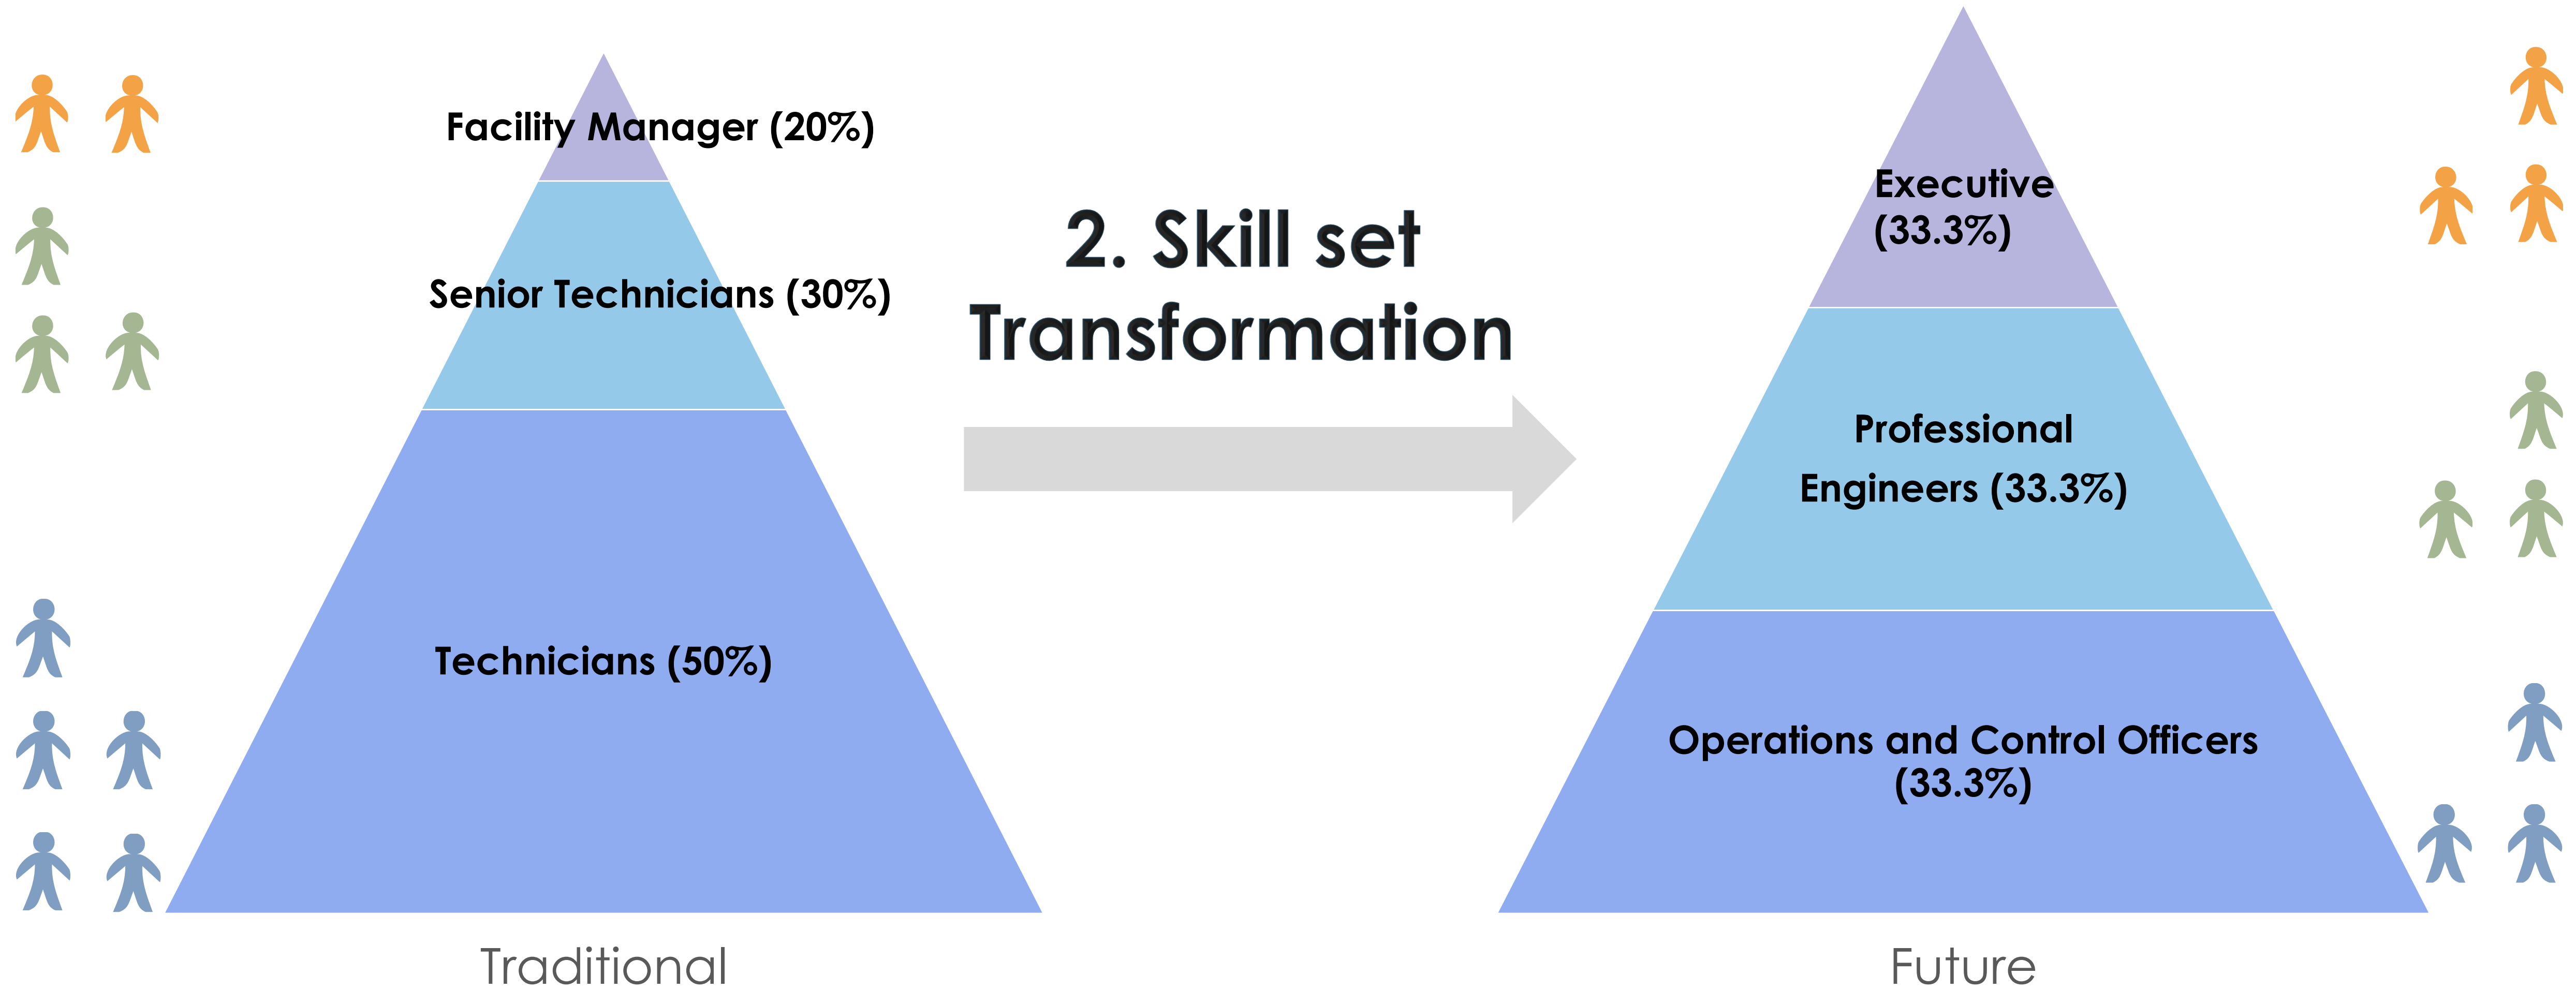 Facility Manager (20%)
Senior Technicians (30%)
Technicians (50%)
Traditional
2. Skill set
Transformation
Executive
(33.3%)
Professional
Engineers (33.3%)
Operations and Control Officers
(33.3%)
Future